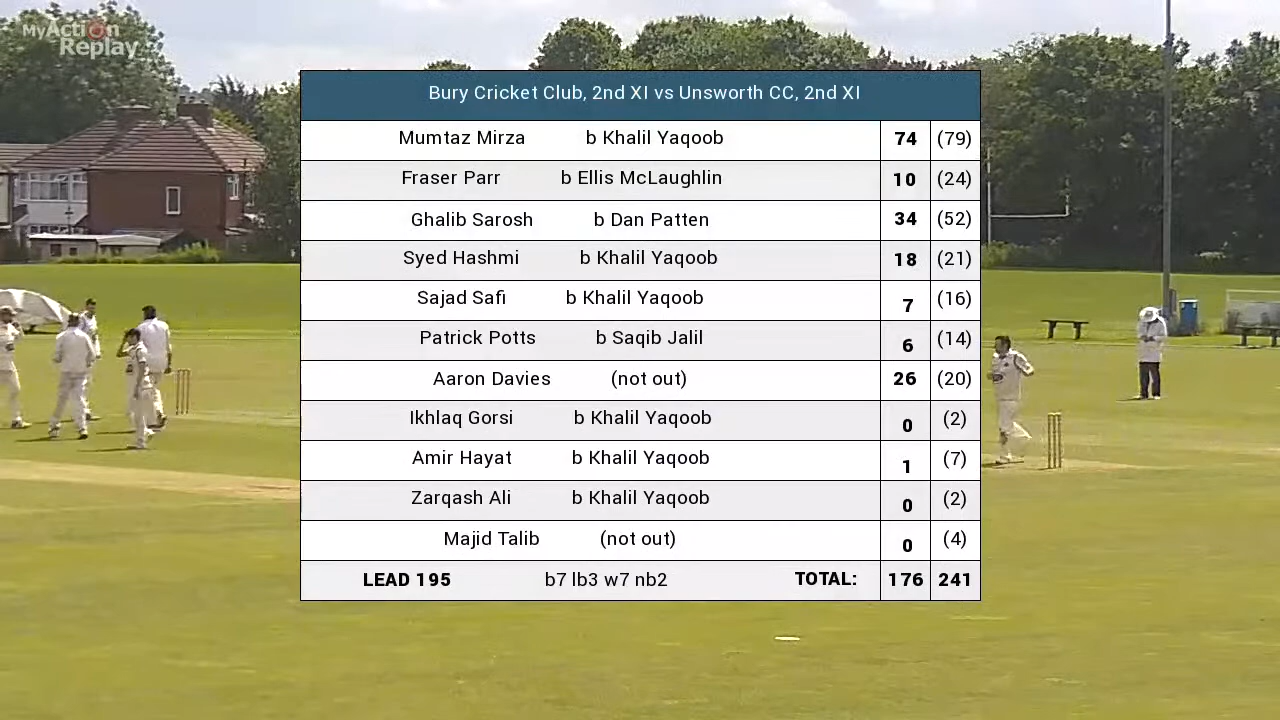 MyAction
Replay
Bury Cricket Club, 2nd XI vs Unsworth CC, 2nd XI
Mumtaz Mirza b Khalil Yaqoob 74 (79)
Fraser Parr b Ellis McLaughlin 10 (24)
Ghalib Sarosh b Dan Patten 34 (52)
Syed Hashmi b Khalil Yaqoob 18 (21)
Sajad Safi b Khalil Yaqoob 7 (16)
Patrick Potts b Saqib Jalil 6 (14)
Aaron Davies (not out) 26 (20)
Ikhlaq Gorsi b Khalil Yaqoob 0 (2)
Amir Hayat b Khalil Yaqoob 1 (7)
Zarqash Ali b Khalil Yaqoob 0 (2)
Majid Talib (not out) 0 (4)
LEAD 195 b7 lb3 w7 nb2 TOTAL: 176 241